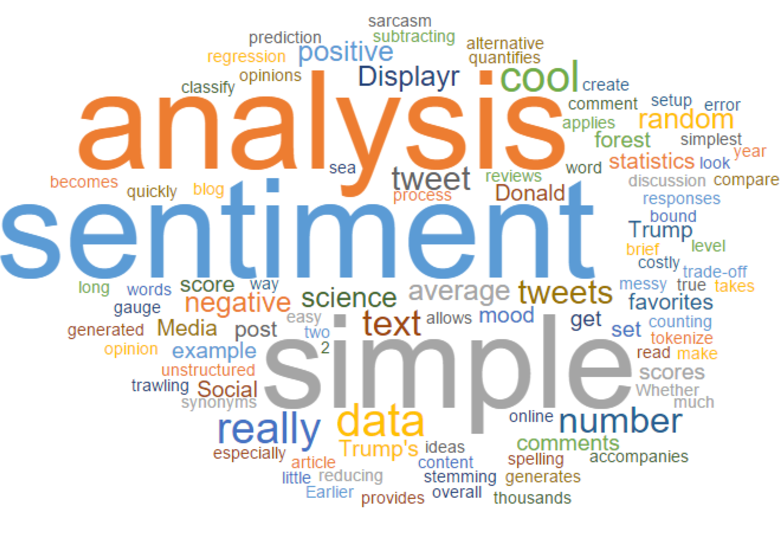 sarcasm
prediction subtracting
regression positive alternative
quantifies
opinions Displayr cool create
classify
analysis comment setup error
applies random
forest simplest
sea word statistics look year
becomes tweet reviews discussion compare
quickly blog process Donald responses
sentiment bound
Trump
brief level
costly trade-off
long words score way messy true takes
gauge negative science average tweets favorites
generated Media post easy two text allows mood get set counting
opinion example 2 tokenize
unstructured simple read make
trawling Social scores
synonyms Whether
much
really data online number
especially Trump's ideas comments
article content spelling accompanies
little reducing stemming generates
Earlier provides overall thousands